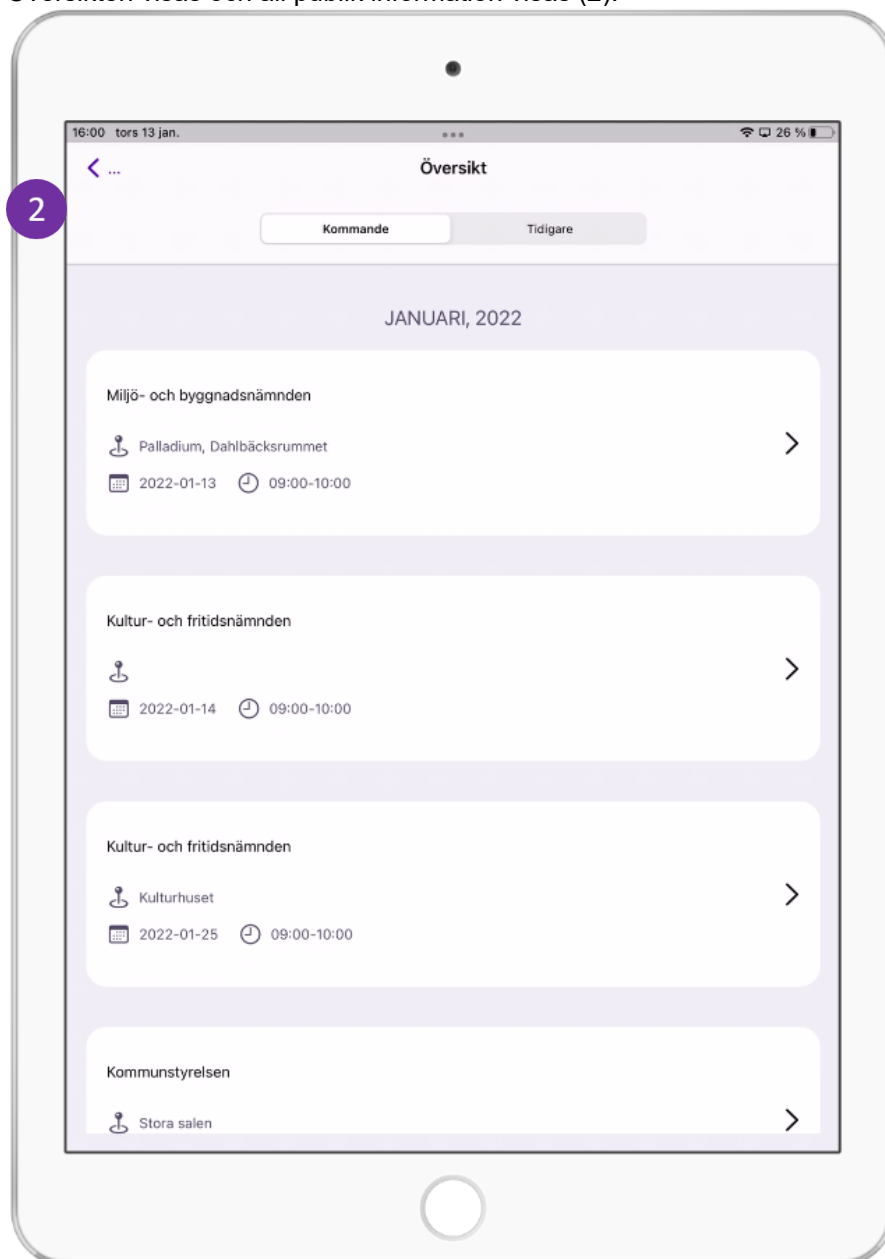 Översikten visas och all publik information visas (2).
16:00 tors 13 jan.
26 %
...
Översikt
2
Kommande
Tidigare
JANUARI, 2022
Miljö- och byggnadsnämnden
Palladium, Dahlbäcksrummet
2022-01-13 09:00-10:00
Kultur- och fritidsnämnden
2022-01-14 09:00-10:00
Kultur- och fritidsnämnden
Kulturhuset
2022-01-25 09:00-10:00
Kommunstyrelsen
Stora salen